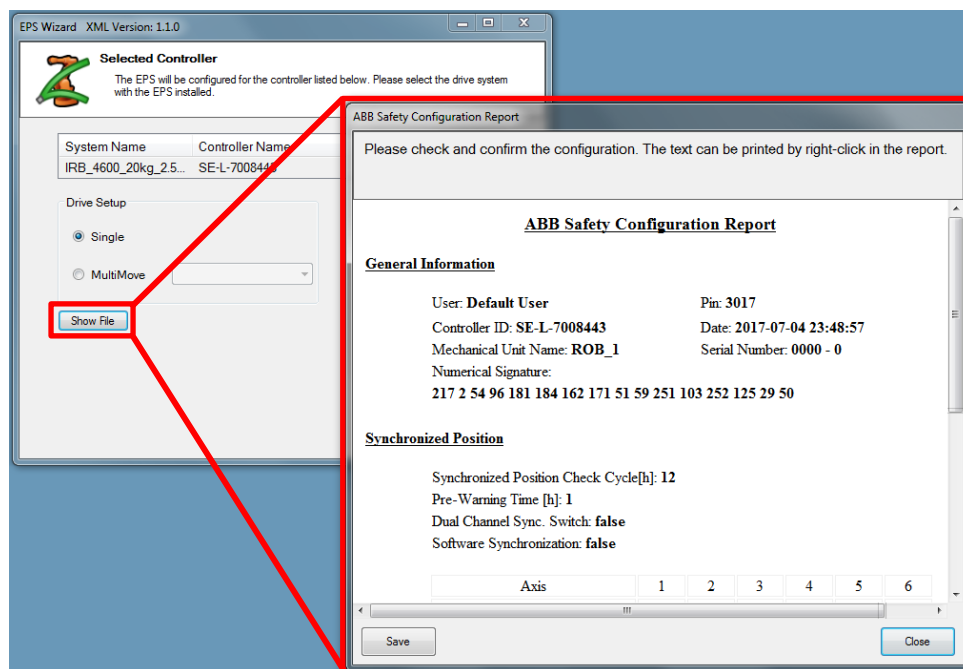 EPS Wizard XML Version: 1.1.0
Selected Controller
The EPS will be configured for the controller listed below. Please select the drive system
with the EPS installed.
System Name Controller Name
IRB_4600_20kg_2.5... SE-L-7008443
Drive Setup
Single
MultiMove
Show File
ABB Safety Configuration Report
Please check and confirm the configuration. The text can be printed by right-click in the report.
ABB Safety Configuration Report
General Information
User: Default User Pin: 3017
Controller ID: SE-L-7008443 Date: 2017-07-04 23:48:57
Mechanical Unit Name: ROB_1 Serial Number: 0000 - 0
Numerical Signature:
217 2 54 96 181 184 162 171 51 59 251 103 252 125 29 50
Synchronized Position
Synchronized Position Check Cycle[h]: 12
Pre-Warning Time [h]: 1
Dual Channel Sync. Switch: false
Software Synchronization: false
Axis 1 2 3 4 5 6
Save Close